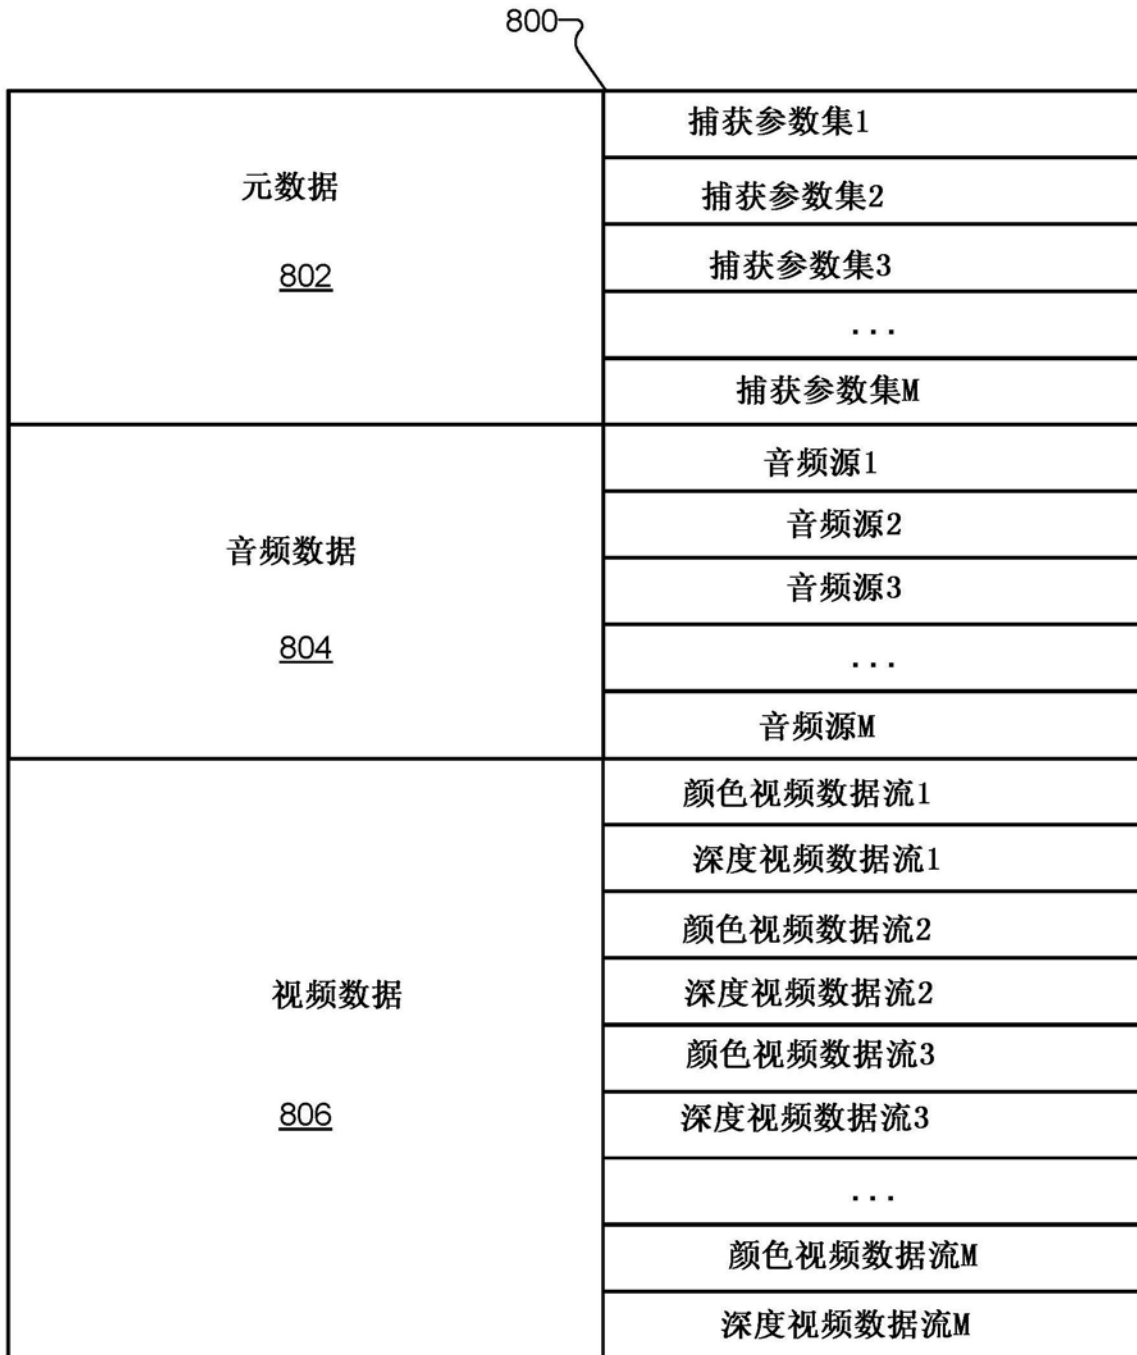 800
元数据
802
捕获参数集1
捕获参数集2
捕获参数集3
...
捕获参数集M
音频数据
804
音频源1
音频源2
音频源3
...
音频源M
视频数据
806
颜色视频数据流1
深度视频数据流1
颜色视频数据流2
深度视频数据流2
颜色视频数据流3
深度视频数据流3
...
颜色视频数据流M
深度视频数据流M